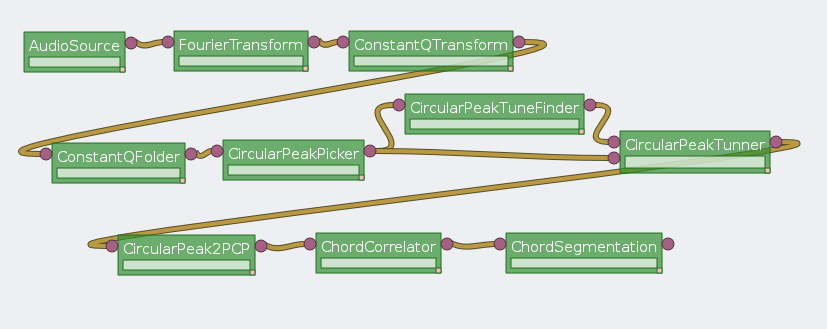 AudioSource
FourierTransform
ConstantQTransform
CircularPeakTuneFinder
ConstantQFolder
CircularPeakPicker
CircularPeakTunner
CircularPeak2PCP
ChordCorrelator
ChordSegmentation